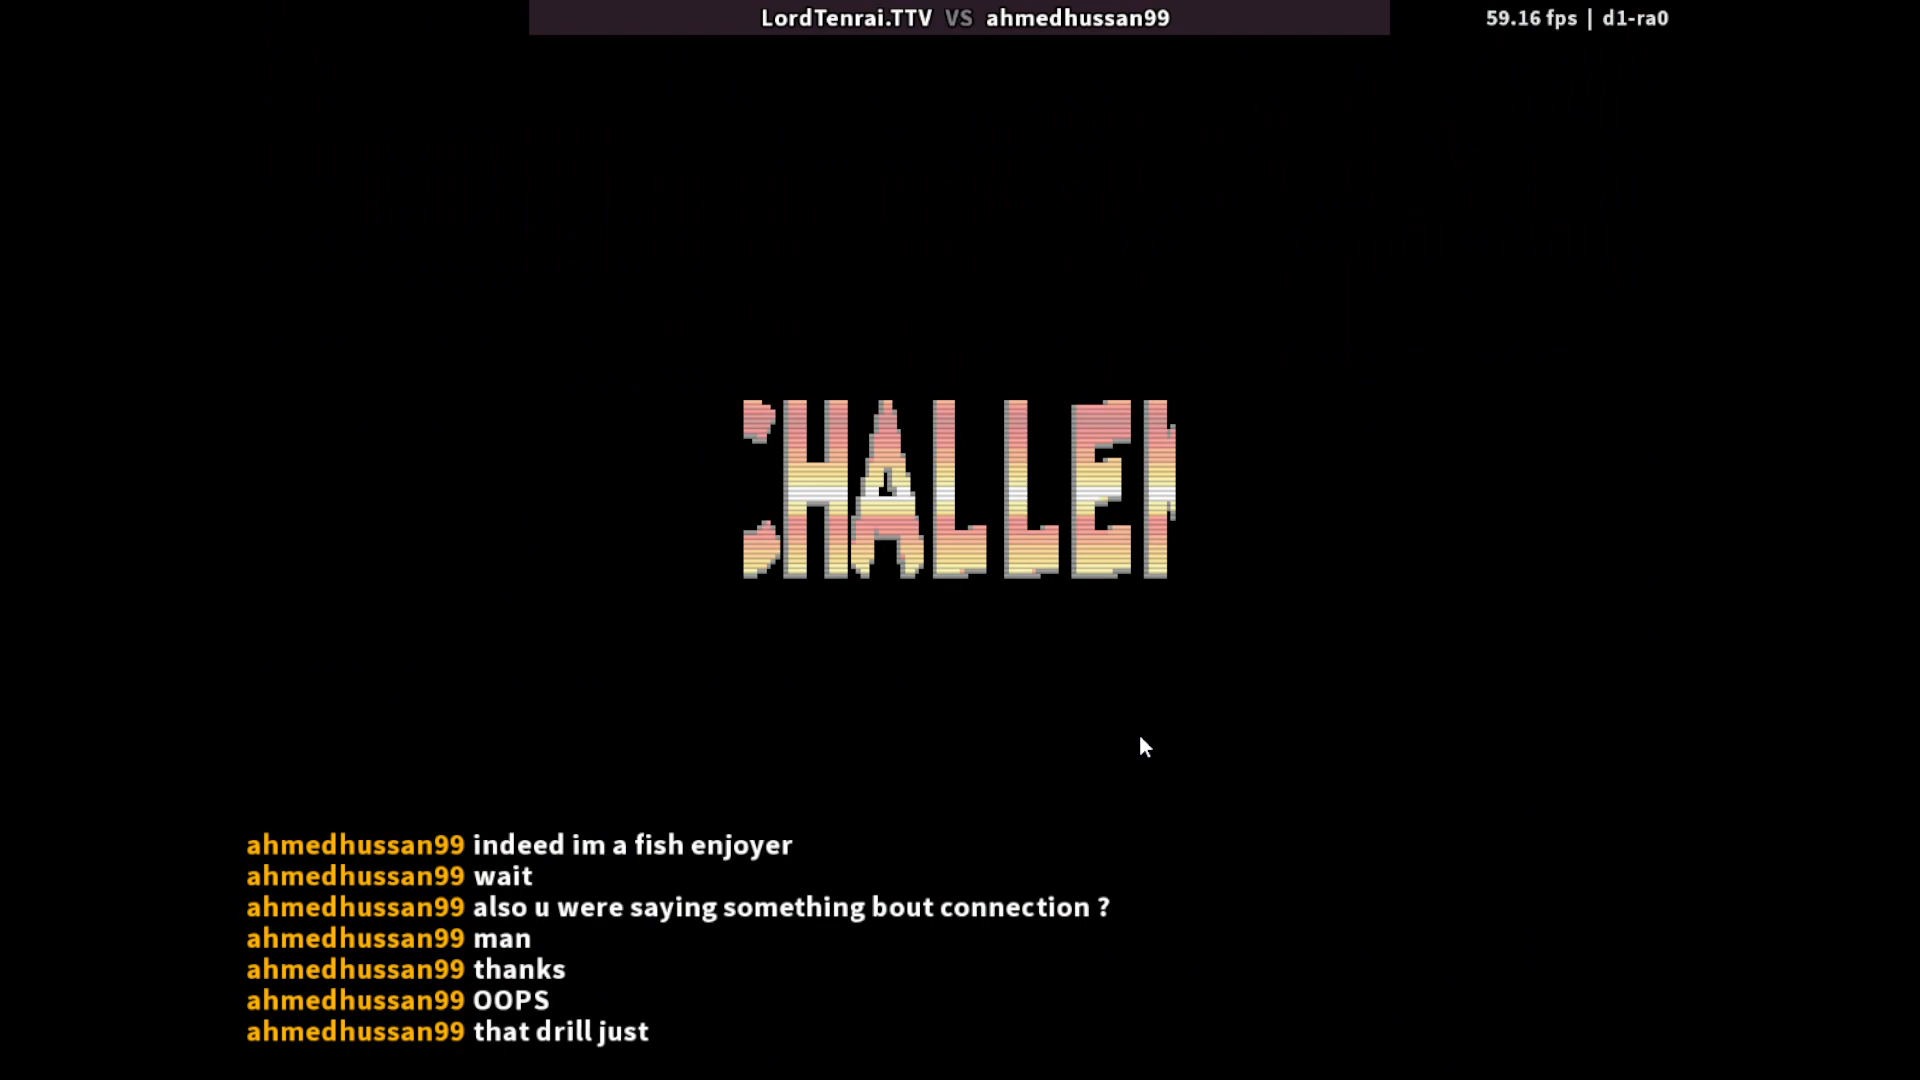 LordTenrai.TTV VS ahmedhussan99
59.16 fps | d1-ra0
CHALLEN
ahmedhussan99 indeed im a fish enjoyer
ahmedhussan99 wait
ahmedhussan99 also u were saying something bout connection ?
ahmedhussan99 man
ahmedhussan99 thanks
ahmedhussan99 OOPS
ahmedhussan99 that drill just